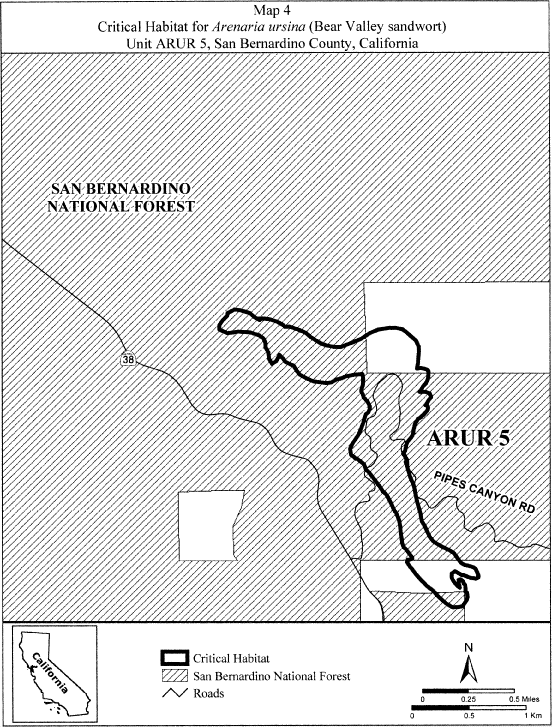 Map 4
Critical Habitat for Arenaria ursina (Bear Valley sandwort)
Unit ARUR 5, San Bernardino County, California
SAN BERNARDINO
NATIONAL FOREST
38
ARUR 5
PIPES CANYON RD
California
Critical Habitat
San Bernardino National Forest
Roads
N
0 0.25 0.5 Miles
0 0.5 1 Km